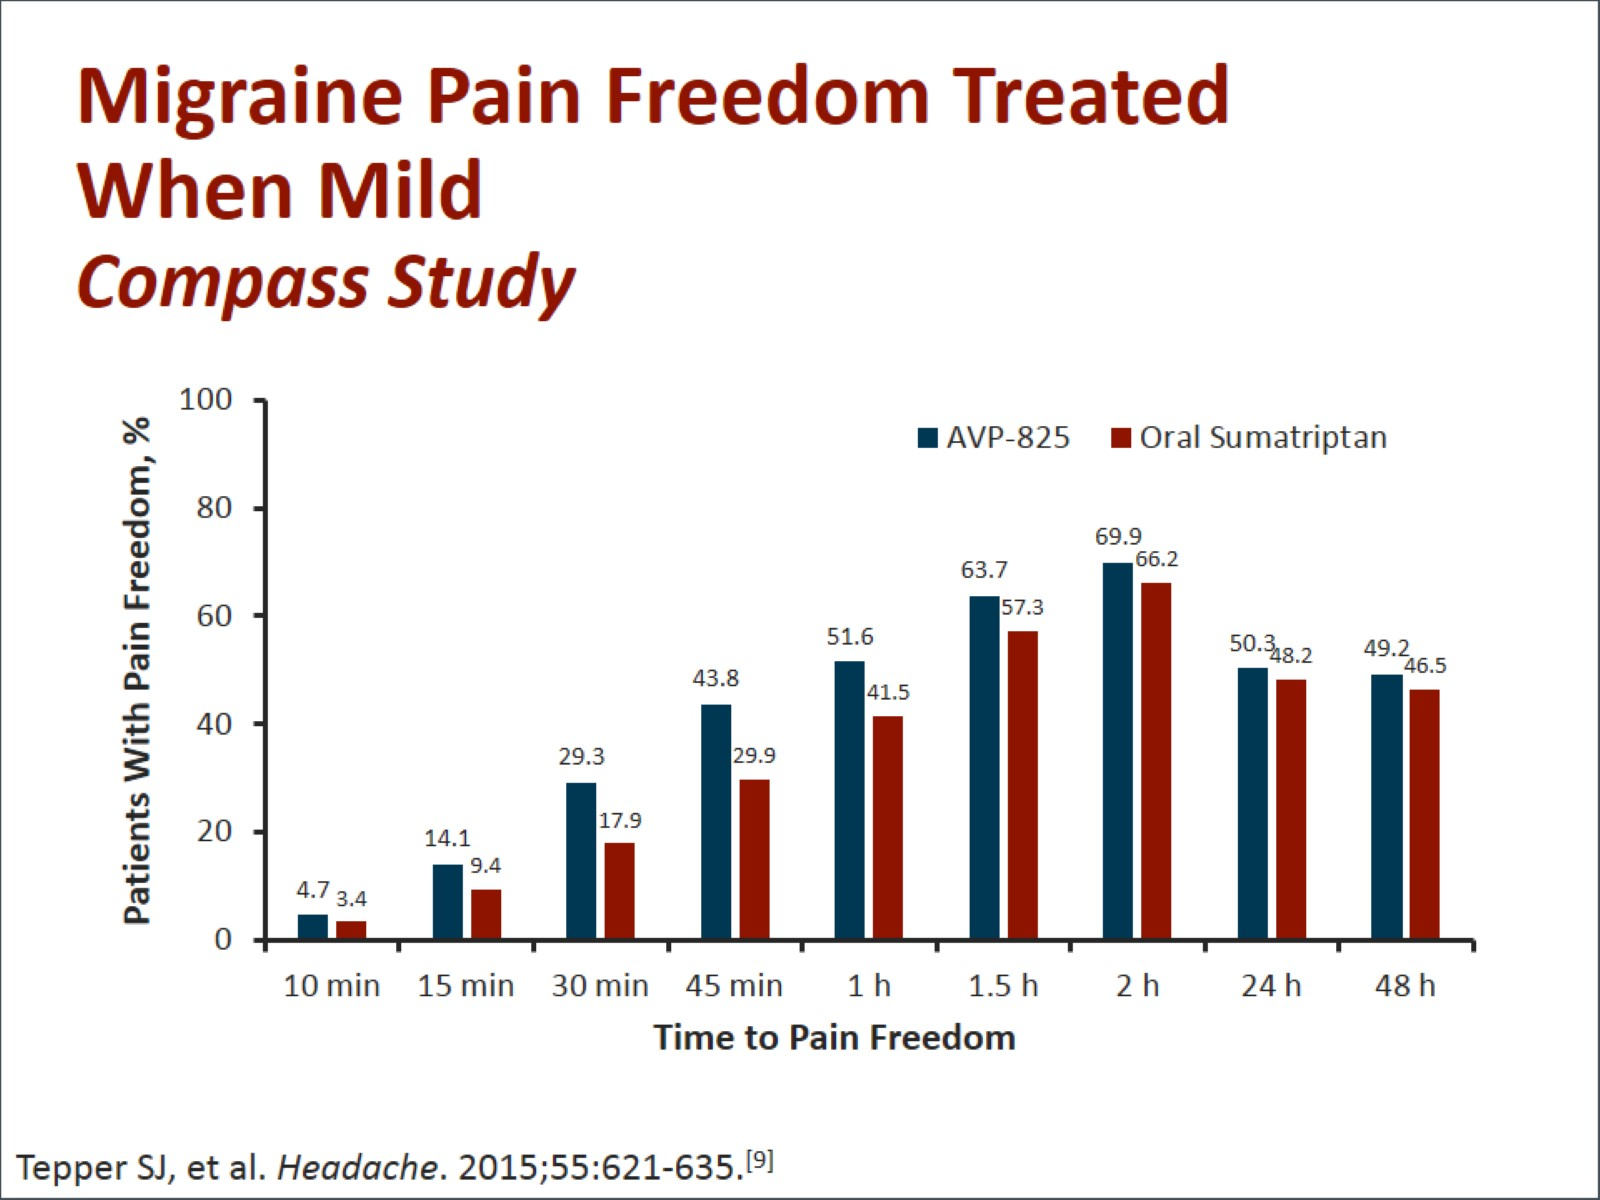 Migraine Pain Freedom Treated
When Mild
Compass Study
100
80
60
40
20
0
Patients With Pain Freedom, %
AVP-825
Oral Sumatriptan
4.7
3.4
14.1
9.4
29.3
17.9
43.8
29.9
51.6
41.5
63.7
57.3
69.9
66.2
50.3
48.2
49.2
46.5
10 min
15 min
30 min
45 min
1 h
1.5 h
2 h
24 h
48 h
Time to Pain Freedom
Tepper SJ, et al. Headache. 2015;55:621-635.[9]